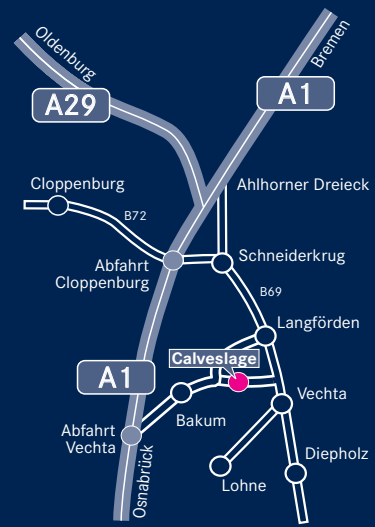 Oldenburg
Bremen
A29
A1
Cloppenburg
Ahlhorner Dreieck
B72
Abfahrt
Cloppenburg
Schneiderkrug
B69
Langförden
Calveslage
A1
Vechta
Bakum
Abfahrt
Vechta
Osnabrück
Diepholz
Lohne